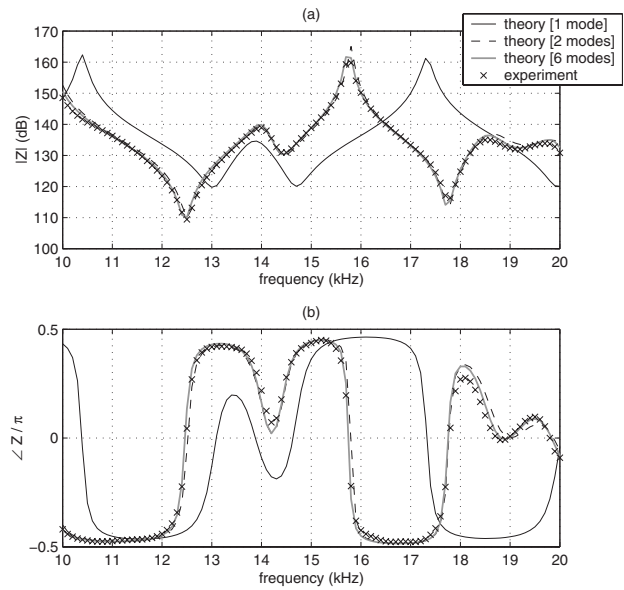 (a)
theory [1 mode]
theory [2 modes]
theory [6 modes]
experiment
170
160
150
140
130
120
110
100
|Z| (dB)
10 11 12 13 14 15 16 17 18 19 20
frequency (kHz)
(b)
0.5
0
−0.5
∠ Z / π
10 11 12 13 14 15 16 17 18 19 20
frequency (kHz)